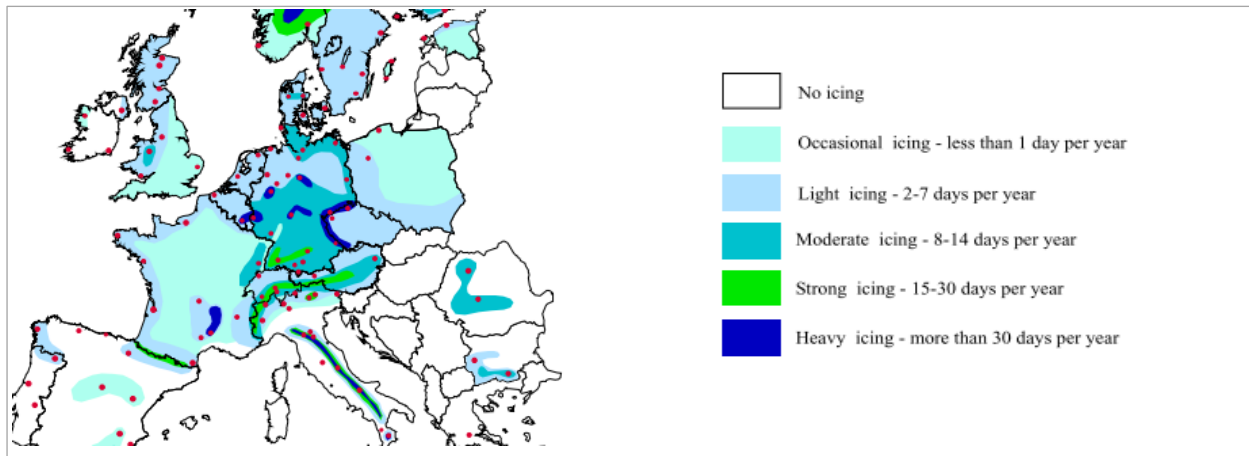 No icing
Occasional icing - less than 1 day per year
Light icing - 2-7 days per year
Moderate icing - 8-14 days per year
Strong icing - 15-30 days per year
Heavy icing - more than 30 days per year